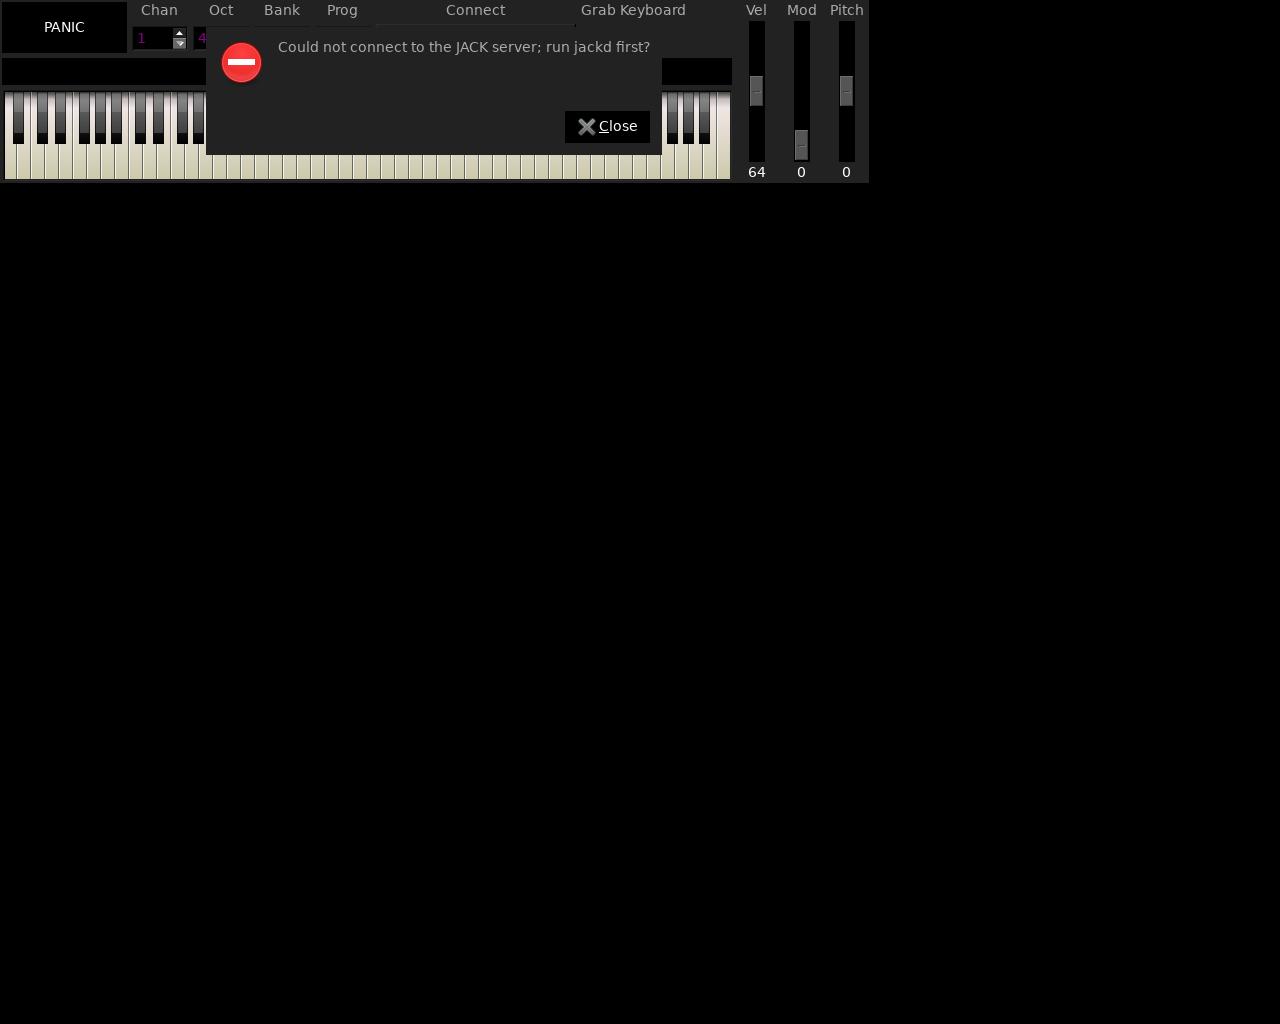 PANIC
Chan Oct Bank Prog Connect Grab Keyboard Vel Mod Pitch
1 4
Could not connect to the JACK server; run jackd first?
Close
64 0 0